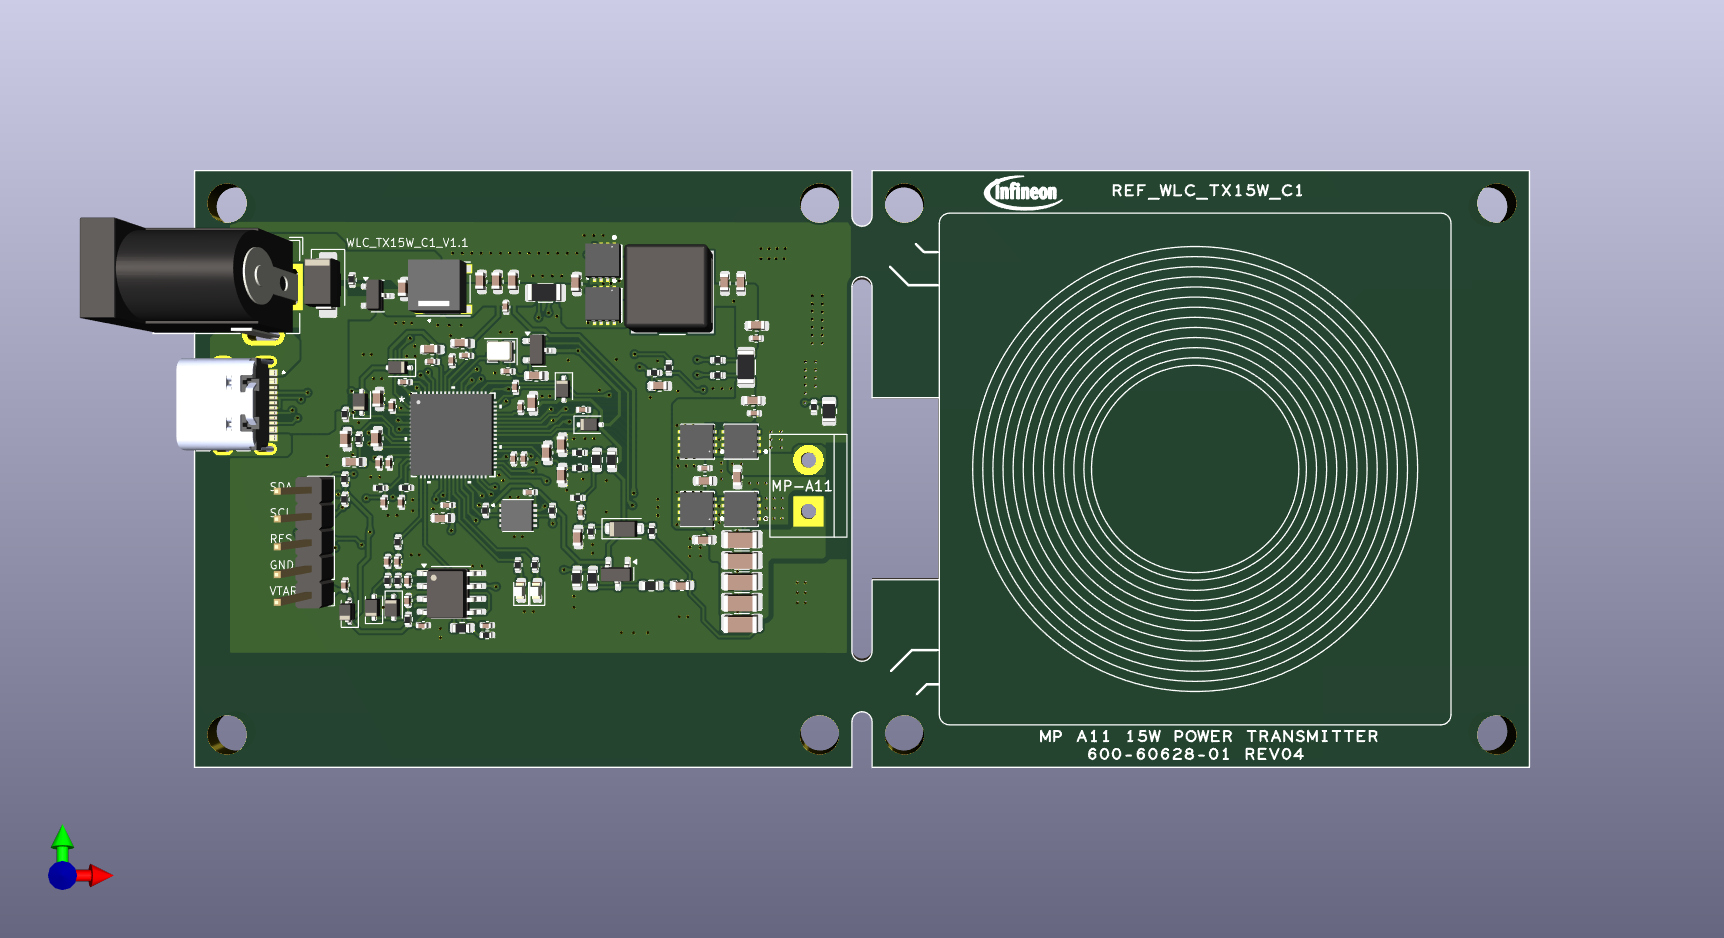 infineon
REF_WLC_TX15W_C1
WLC_TX15W_C1_V1.1
SDA
SCL
RES
GND
VTAR
MP-A11
MP A11 15W POWER TRANSMITTER
600-60628-01 REV04